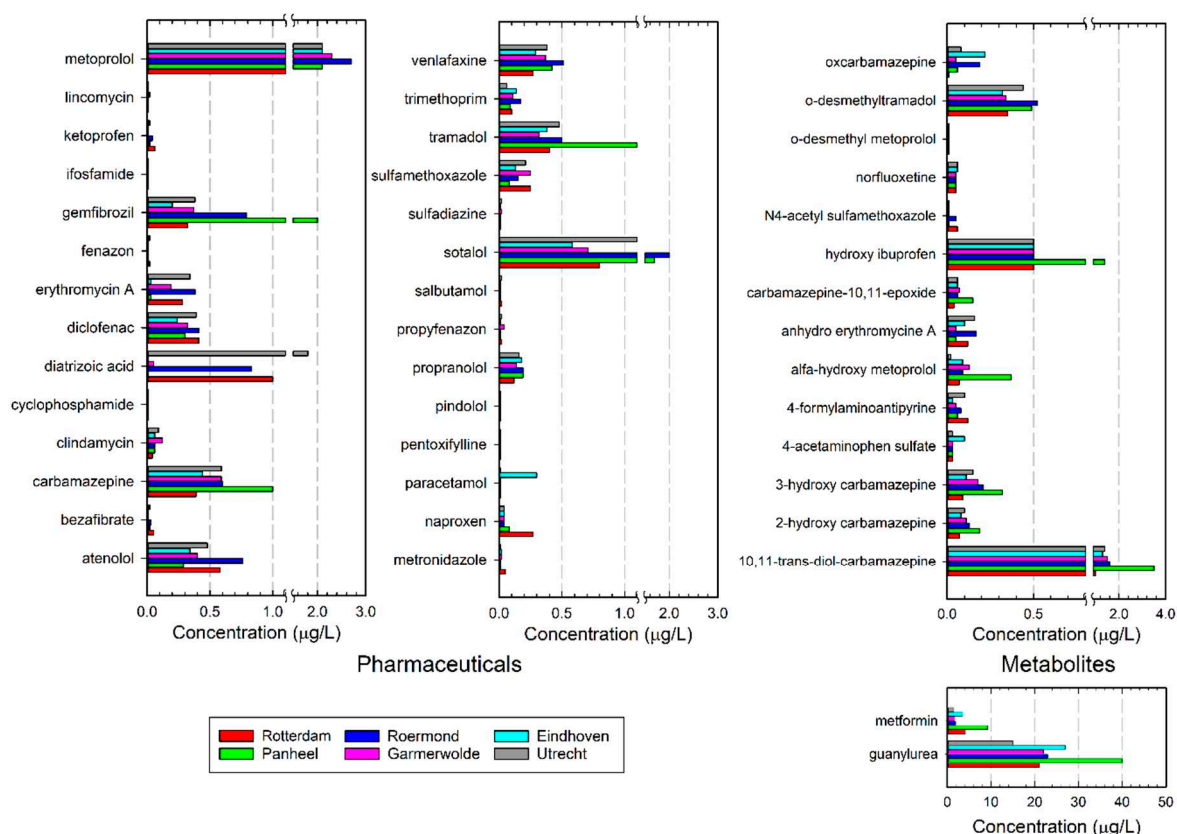 metoprolol
lincomycin
ketoprofen
ifosfamide
gemfibrozil
fenazon
erythromycin A
diclofenac
diatrizoic acid
cyclophosphamide
clindamycin
carbamazepine
bezafibrate
atenolol
0.0 0.5 1.0 2.0 3.0
Concentration (µg/L)
venlafaxine
trimethoprim
tramadol
sulfamethoxazole
sulfadiazine
sotalol
salbutamol
propyfenazon
propranolol
pindolol
pentoxifylline
paracetamol
naproxen
metronidazole
0.0 0.5 1.0 2.0 3.0
Concentration (µg/L)
Pharmaceuticals
oxcarbamazepine
o-desmethyltramadol
o-desmethyl metoprolol
norfluoxetine
N4-acetyl sulfamethoxazole
hydroxy ibuprofen
carbamazepine-10,11-epoxide
anhydro erythromycine A
alfa-hydroxy metoprolol
4-formylaminoantipyrine
4-acetaminophen sulfate
3-hydroxy carbamazepine
2-hydroxy carbamazepine
10,11-trans-diol-carbamazepine
0.0 0.5 2.0 4.0
Concentration (µg/L)
Metabolites
metformin
guanylurea
0 10 20 30 40 50
Concentration (µg/L)
Rotterdam Roermond Eindhoven
Panheel Garmerwolde Utrecht